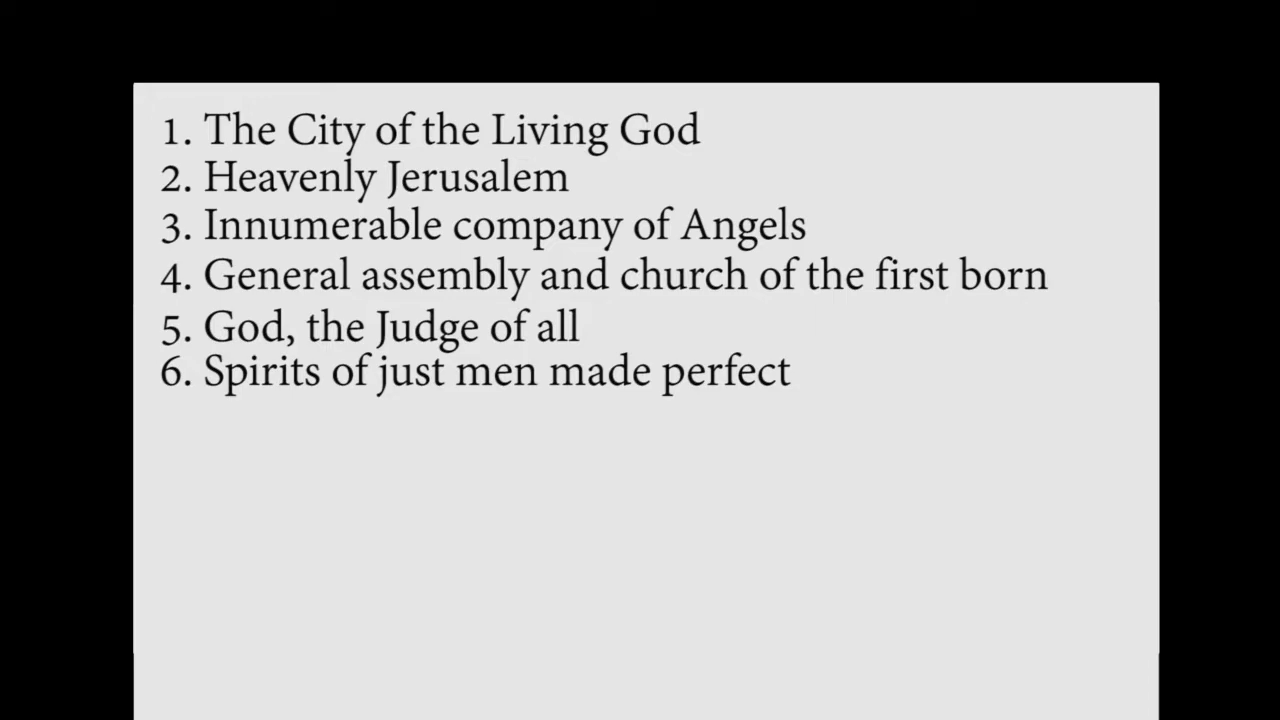 1. The City of the Living God
2. Heavenly Jerusalem
3. Innumerable company of Angels
4. General assembly and church of the first born
5. God, the Judge of all
6. Spirits of just men made perfect